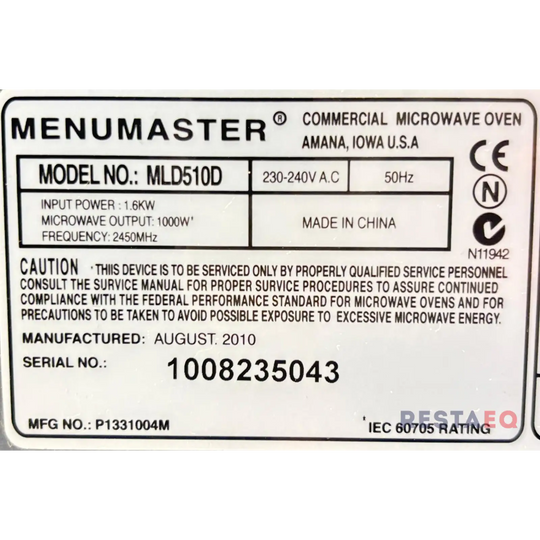 MENUMASTER®
COMMERCIAL MICROWAVE OVEN
AMANA, IOWA U.S.A
MODEL NO.: MLD510D
230-240V A.C
50Hz
INPUT POWER : 1.6KW
MICROWAVE OUTPUT: 1000W'
FREQUENCY: 2450MHz
MADE IN CHINA
CE
N
N11942
CAUTION : THIS DEVICE IS TO BE SERVICED ONLY BY PROPERLY QUALIFIED SERVICE PERSONNEL
CONSULT THE SERVICE MANUAL FOR PROPER SERVICE PROCEDURES TO ASSURE CONTINUED
COMPLIANCE WITH THE FEDERAL PERFORMANCE STANDARD FOR MICROWAVE OVENS AND FOR
PRECAUTIONS TO BE TAKEN TO AVOID POSSIBLE EXPOSURE TO EXCESSIVE MICROWAVE ENERGY.
MANUFACTURED: AUGUST. 2010
SERIAL NO.: 1008235043
RESTAEQ
MFG NO.: P1331004M
'IEC 60705 RATING